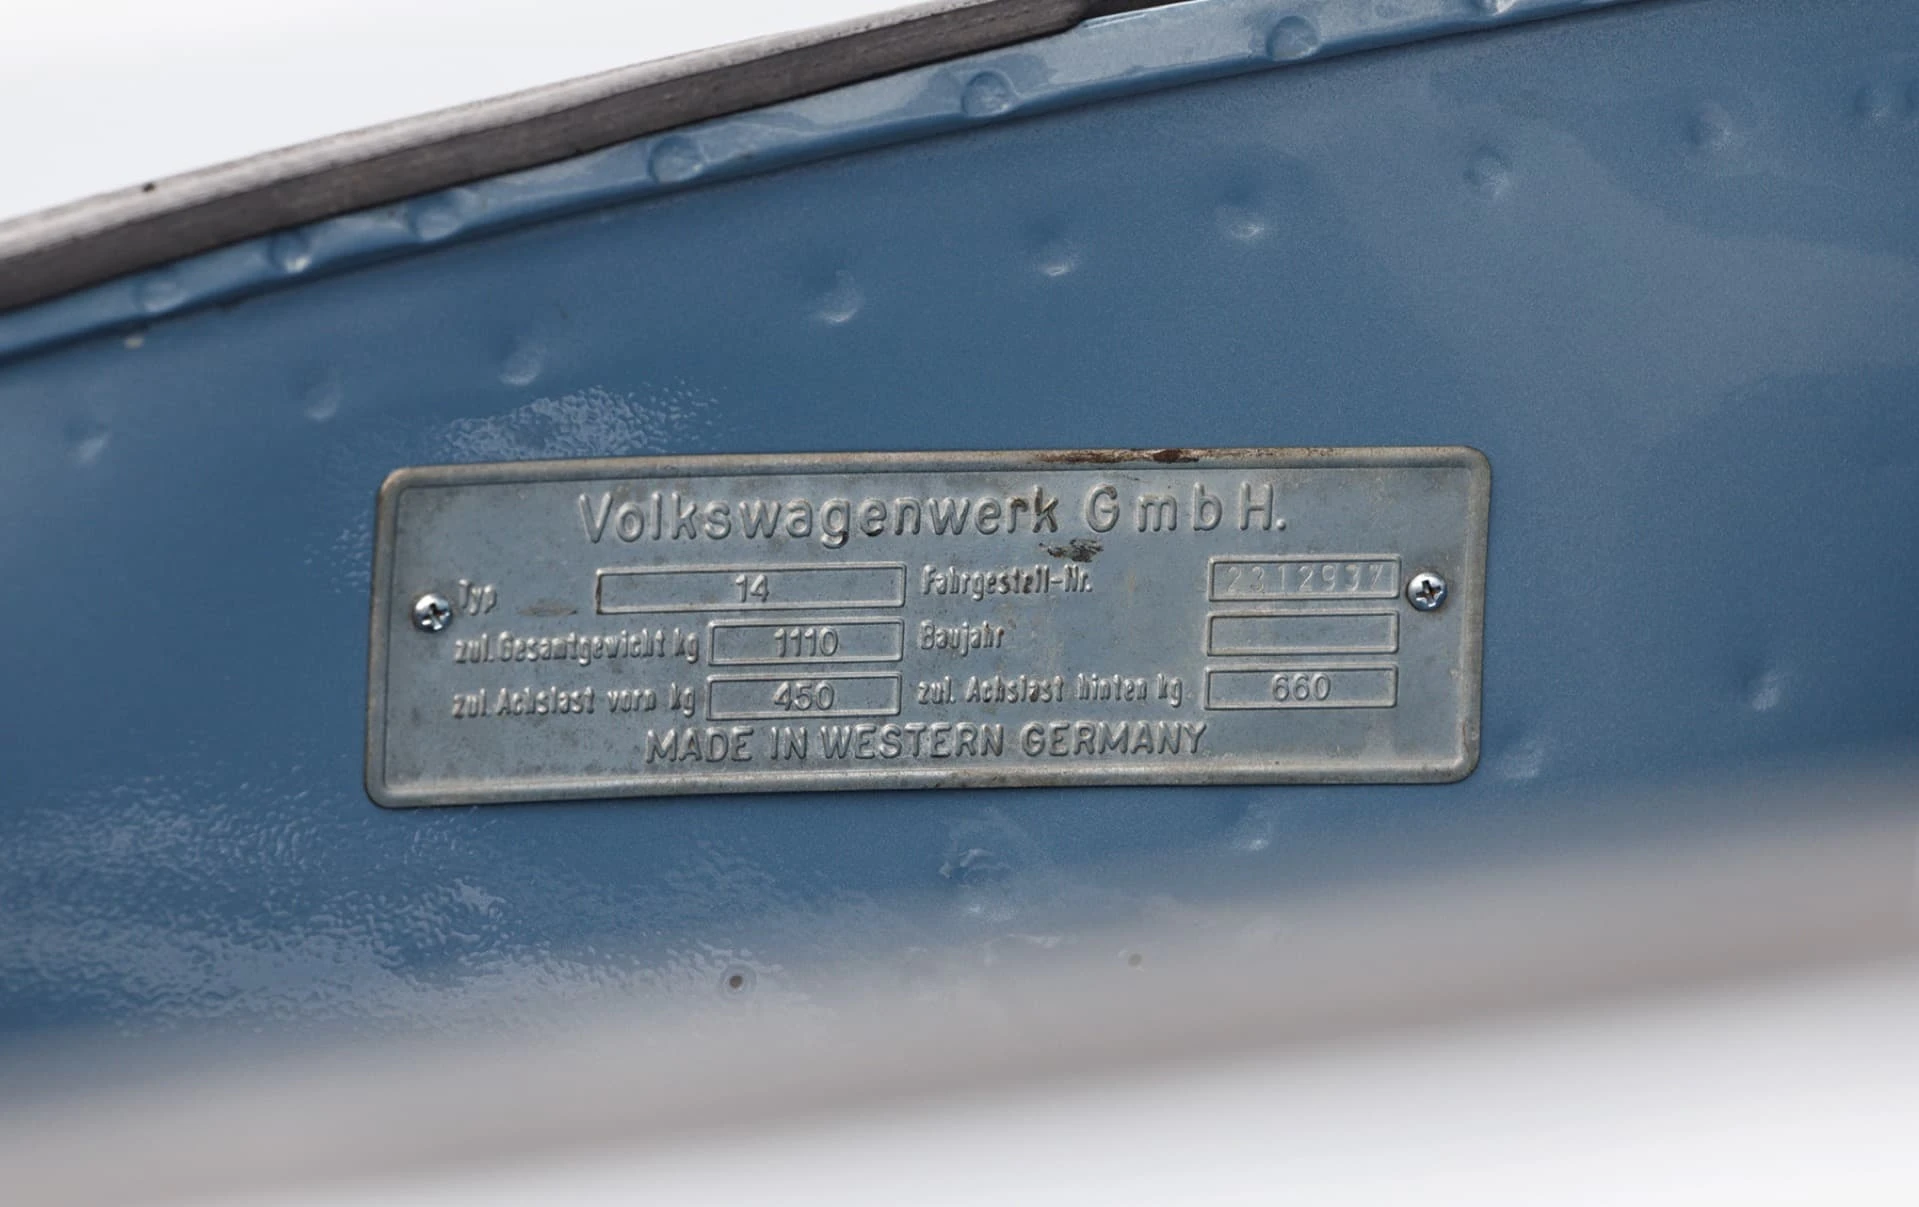 Volkswagenwerk GmbH.
Typ 14 Fahrgestell-Nr. 2312937
zul. Gesamtgewicht kg 1110 Baujahr
zul. Achslast vorn kg 450 zul. Achslast hinten kg 660
MADE IN WESTERN GERMANY